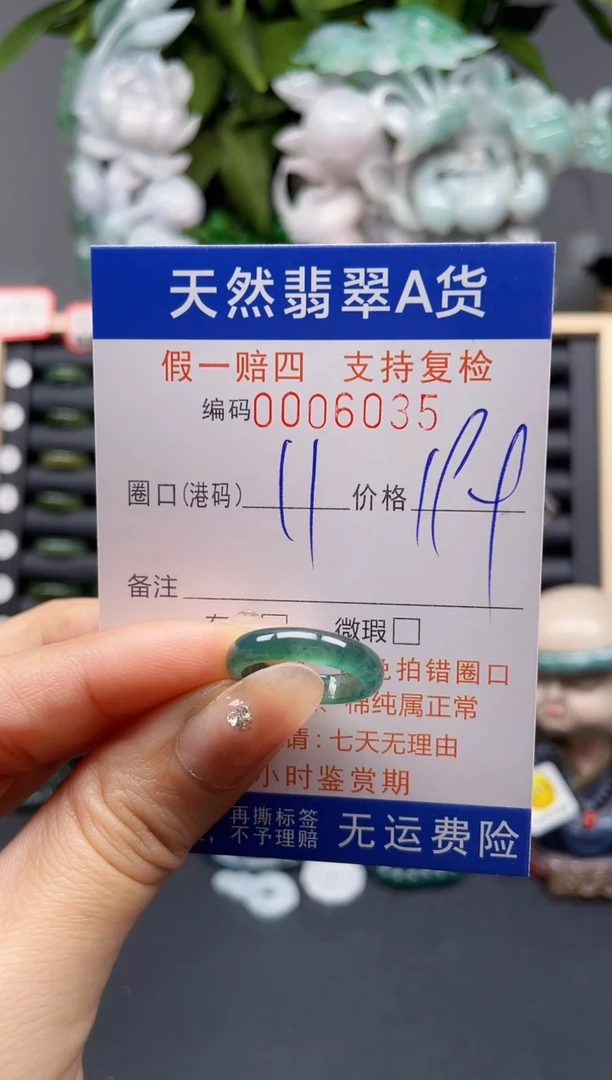 天然翡翠A货
假一赔四 支持复检
编码0006035
圈口(港码) 11 价格
备注
微瑕□
免拍错圈口
棉纯属正常
请:七天无理由
小时鉴赏期
再撕标签
,不予理赔 无运费险